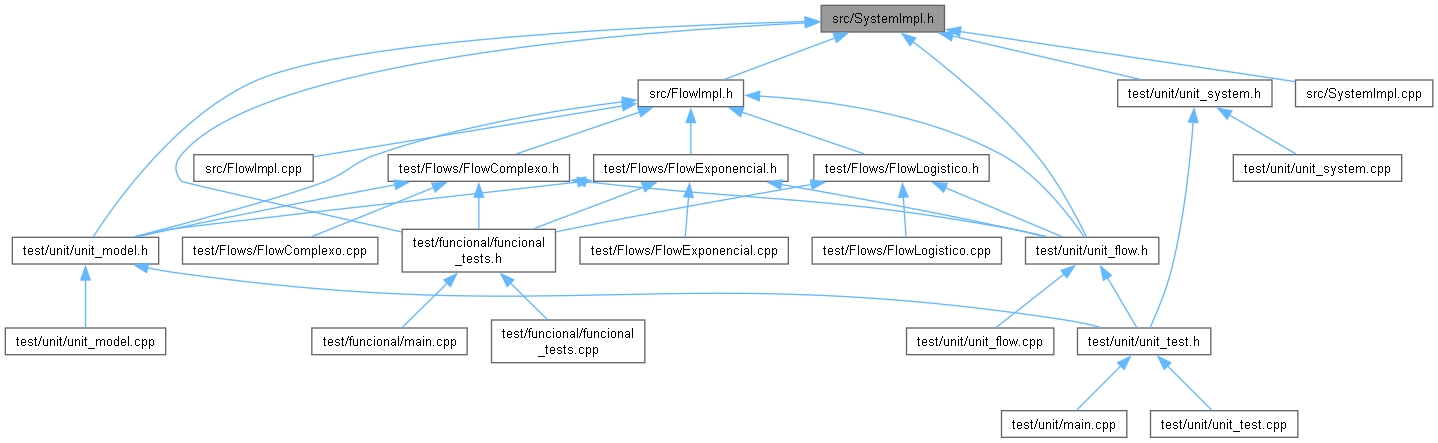 src/SystemImpl.h
src/FlowImpl.h
test/unit/unit_system.h
src/SystemImpl.cpp
src/FlowImpl.cpp
test/Flows/FlowComplexo.h
test/Flows/FlowExponencial.h
test/Flows/FlowLogistico.h
test/unit/unit_system.cpp
test/unit/unit_model.h
test/Flows/FlowComplexo.cpp
test/funcional/funcional
_tests.h
test/Flows/FlowExponencial.cpp
test/Flows/FlowLogistico.cpp
test/unit/unit_flow.h
test/unit/unit_model.cpp
test/funcional/main.cpp
test/funcional/funcional
_tests.cpp
test/unit/unit_flow.cpp
test/unit/unit_test.h
test/unit/main.cpp
test/unit/unit_test.cpp